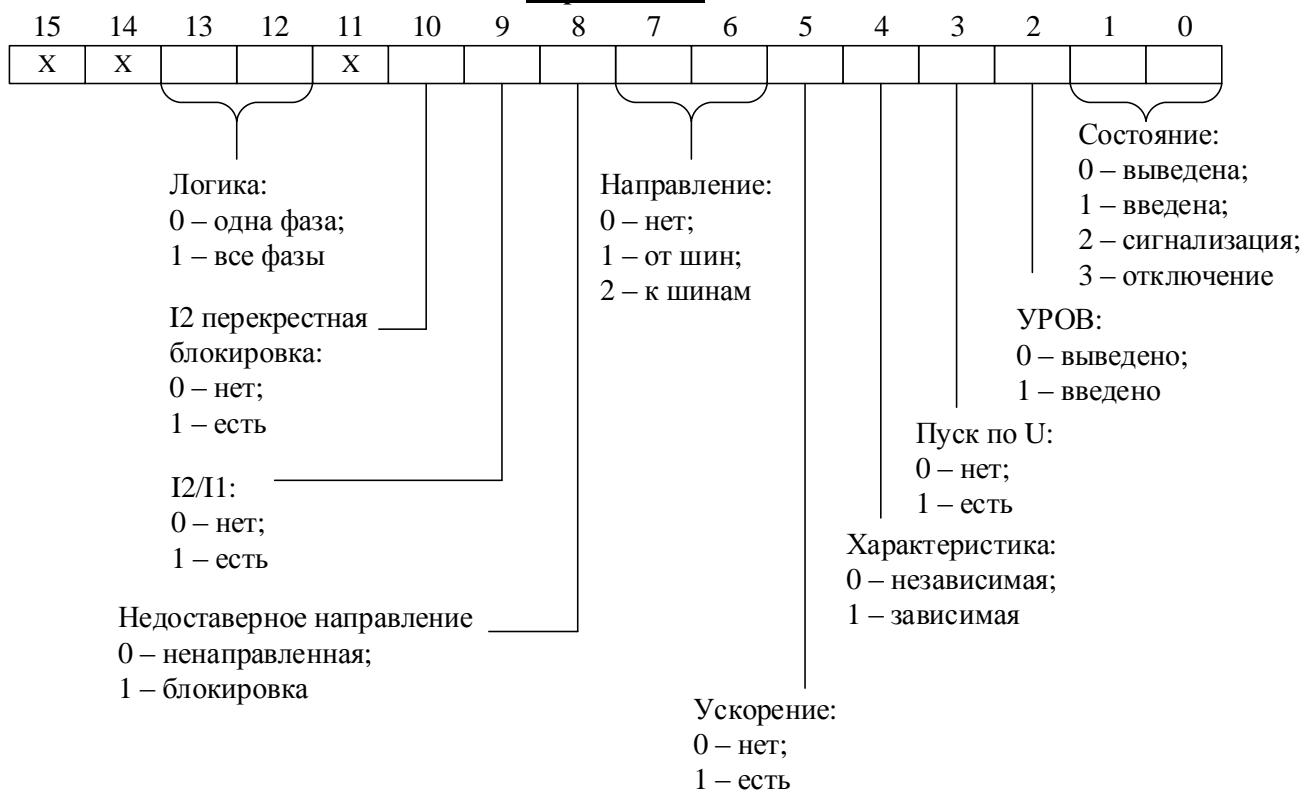 15 14 13 12 11 10 9 8 7 6 5 4 3 2 1 0
X X X
Логика:
0 – одна фаза;
1 – все фазы
I2 перекрестная
блокировка:
0 – нет;
1 – есть
I2/I1:
0 – нет;
1 – есть
Недоставерное направление
0 – ненаправленная;
1 – блокировка
Направление:
0 – нет;
1 – от шин;
2 – к шинам
Ускорение:
0 – нет;
1 – есть
Характеристика:
0 – независимая;
1 – зависимая
Пуск по U:
0 – нет;
1 – есть
УРОВ:
0 – выведено;
1 – введено
Состояние:
0 – выведена;
1 – введена;
2 – сигнализация;
3 – отключение